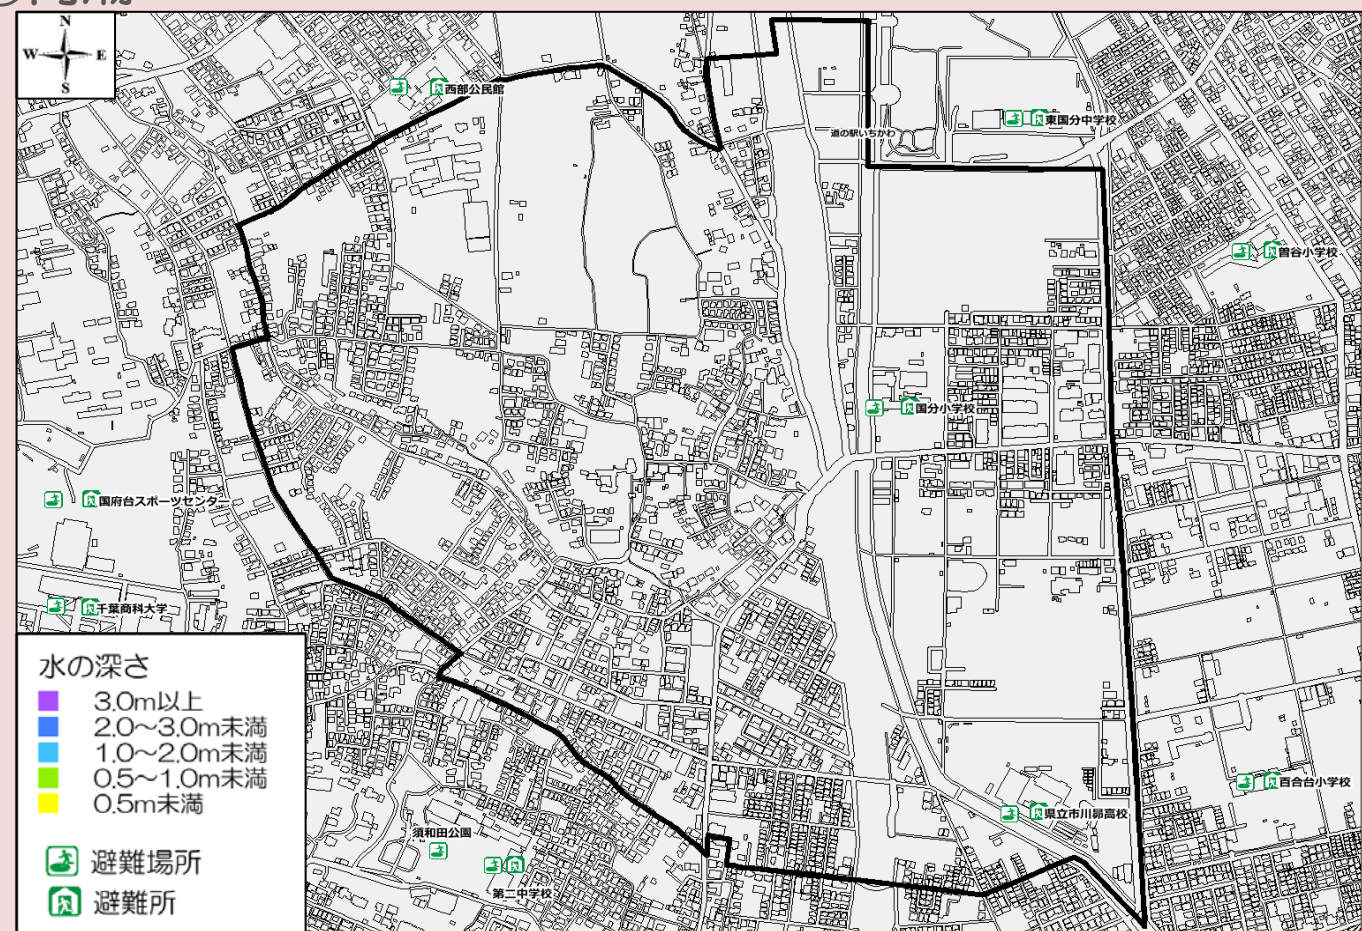 N
W E
S
西部公民館
東国分中学校
道の駅いちかわ
曽谷小学校
国分小学校
国府台スポーツセンター
千葉商科大学
水の深さ
3.0m以上
2.0～3.0m未満
1.0～2.0m未満
0.5～1.0m未満
0.5m未満
避難場所
避難所
百合台小学校
県立市川昴高校
須和田公園
第二中学校